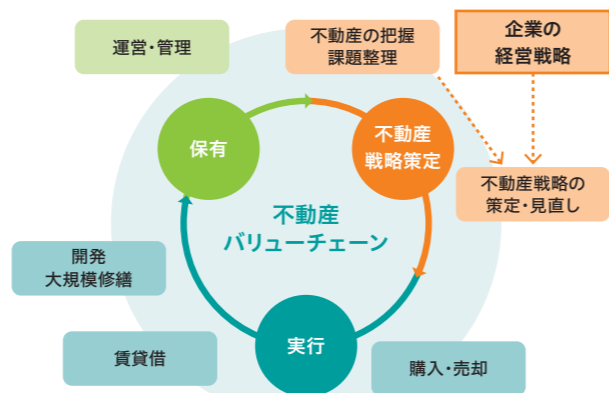 運営・管理
不動産の把握
課題整理
企業の
経営戦略
保有
不動産
戦略策定
不動産戦略の
策定・見直し
不動産
バリューチェーン
開発
大規模修繕
実行
賃貸借
購入・売却